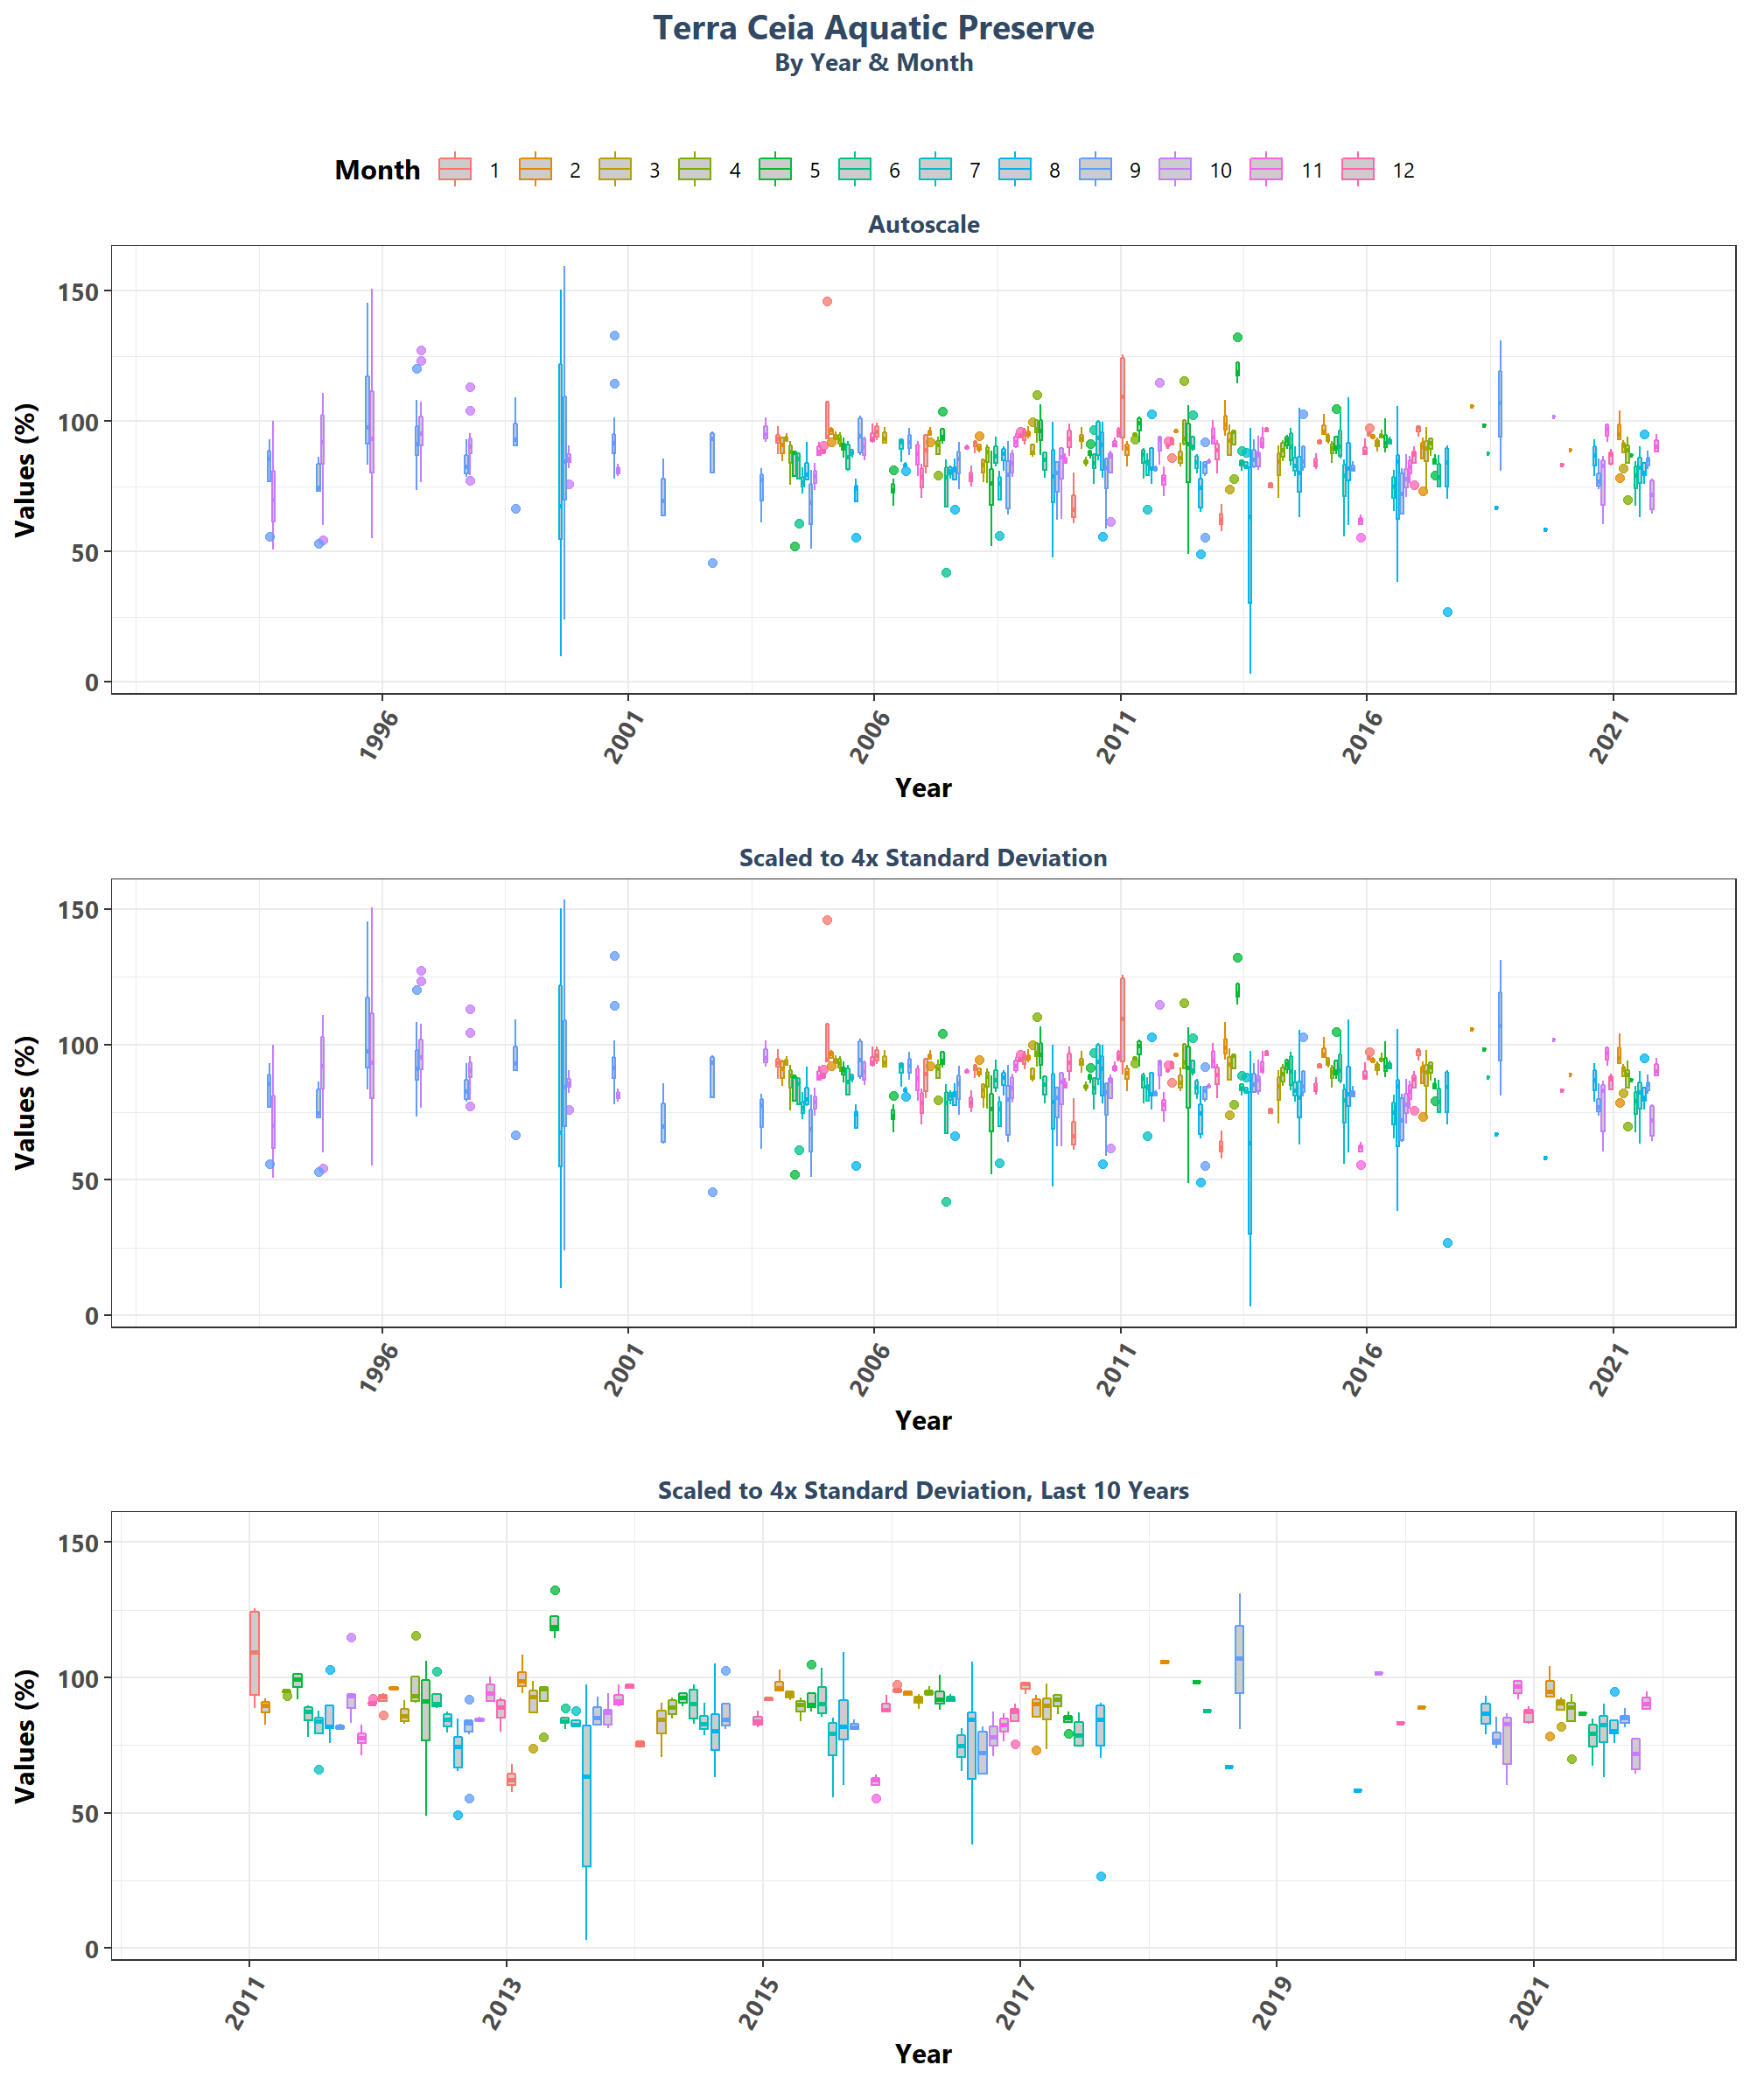 Terra Ceia Aquatic Preserve
By Year & Month
Month 1 2 3 4 5 6 7 8 9 10 11 12
Autoscale
Values (%)
150
100
50
0
1996 2001 2006 2011 2016 2021
Year
Scaled to 4x Standard Deviation
Values (%)
150
100
50
0
1996 2001 2006 2011 2016 2021
Year
Scaled to 4x Standard Deviation, Last 10 Years
Values (%)
150
100
50
0
2011 2013 2015 2017 2019 2021
Year